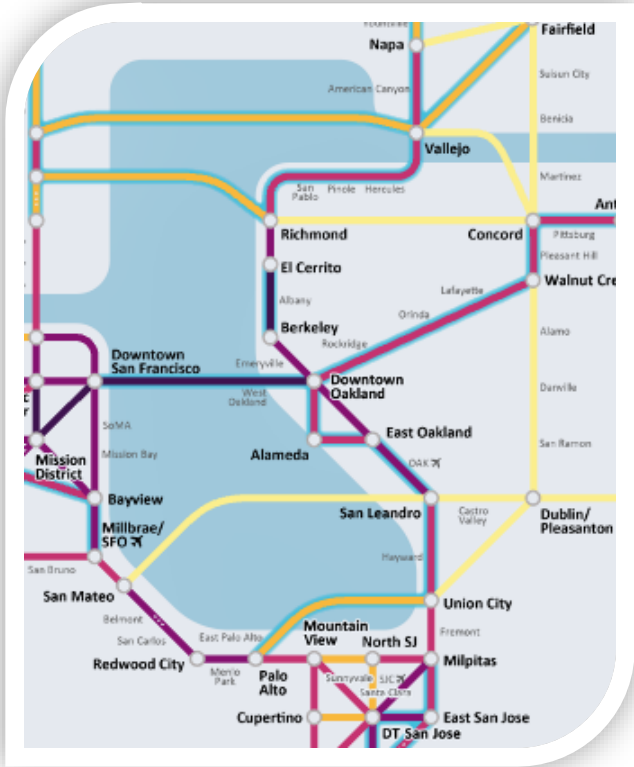 Fairfield
Napa
Suisun City
American Canyon
Benicia
Vallejo
Martinez
San
Pablo
Pinole
Hercules
Richmond
Concord
Pittsburg
El Cerrito
Pleasant Hill
Albany
Lafayette
Orinda
Berkeley
Rockridge
Alamo
Downtown
San Francisco
Emeryville
Downtown
Oakland
West
Oakland
Danville
SoMA
East Oakland
Mission Bay
Alameda
San Ramon
Mission
District
OAK
Bayview
San Leandro
Castro
Valley
Dublin/
Pleasanton
Millbrae/
SFO
Hayward
San Bruno
San Mateo
Union City
Belmont
San Carlos
East Palo Alto
Mountain
View
North SJ
Fremont
Redwood City
Menlo
Park
Palo
Alto
Sunnyvale
SJC
Santa Clara
Milpitas
Cupertino
East San Jose
DT San Jose